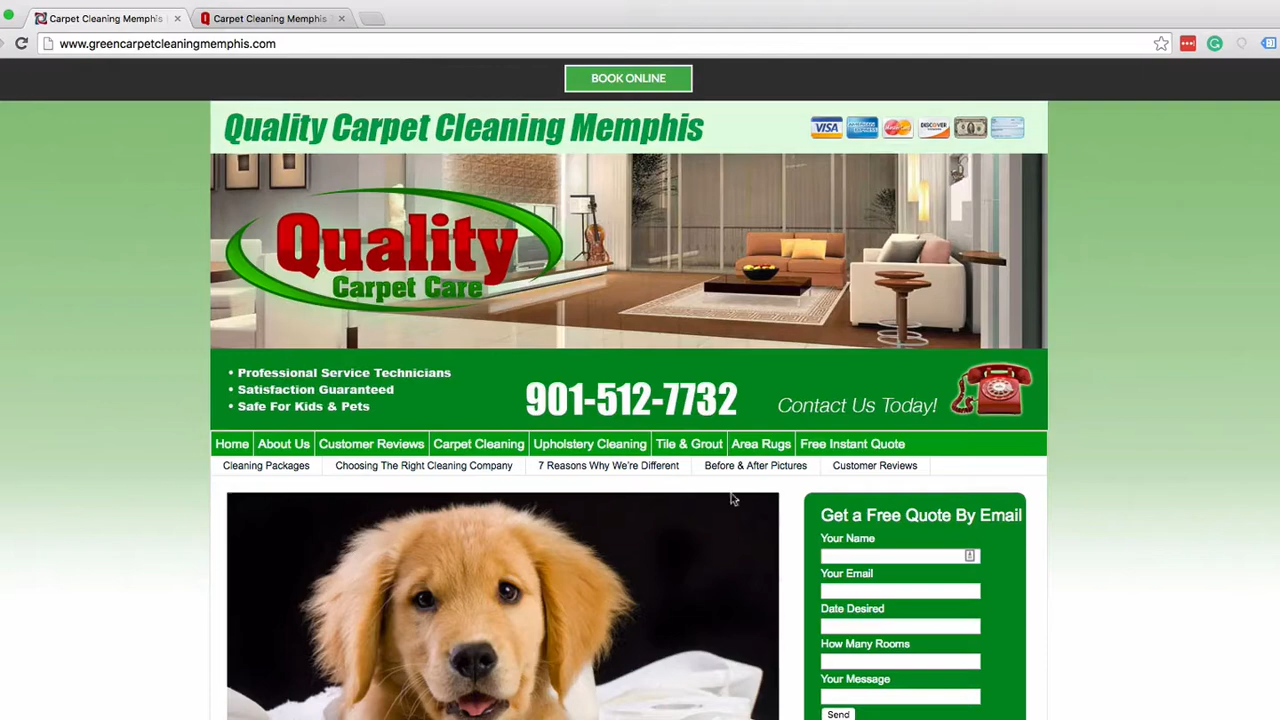 Carpet Cleaning Memphis
Carpet Cleaning Memphis
www.greencarpetcleaningmemphis.com
BOOK ONLINE
Quality Carpet Cleaning Memphis
VISA
DISCOVER
Quality
Carpet Care
• Professional Service Technicians
• Satisfaction Guaranteed
• Safe For Kids & Pets
901-512-7732
Contact Us Today!
Home About Us Customer Reviews Carpet Cleaning Upholstery Cleaning Tile & Grout Area Rugs Free Instant Quote
Cleaning Packages Choosing The Right Cleaning Company 7 Reasons Why We're Different Before & After Pictures Customer Reviews
Get a Free Quote By Email
Your Name
Your Email
Date Desired
How Many Rooms
Your Message
Send